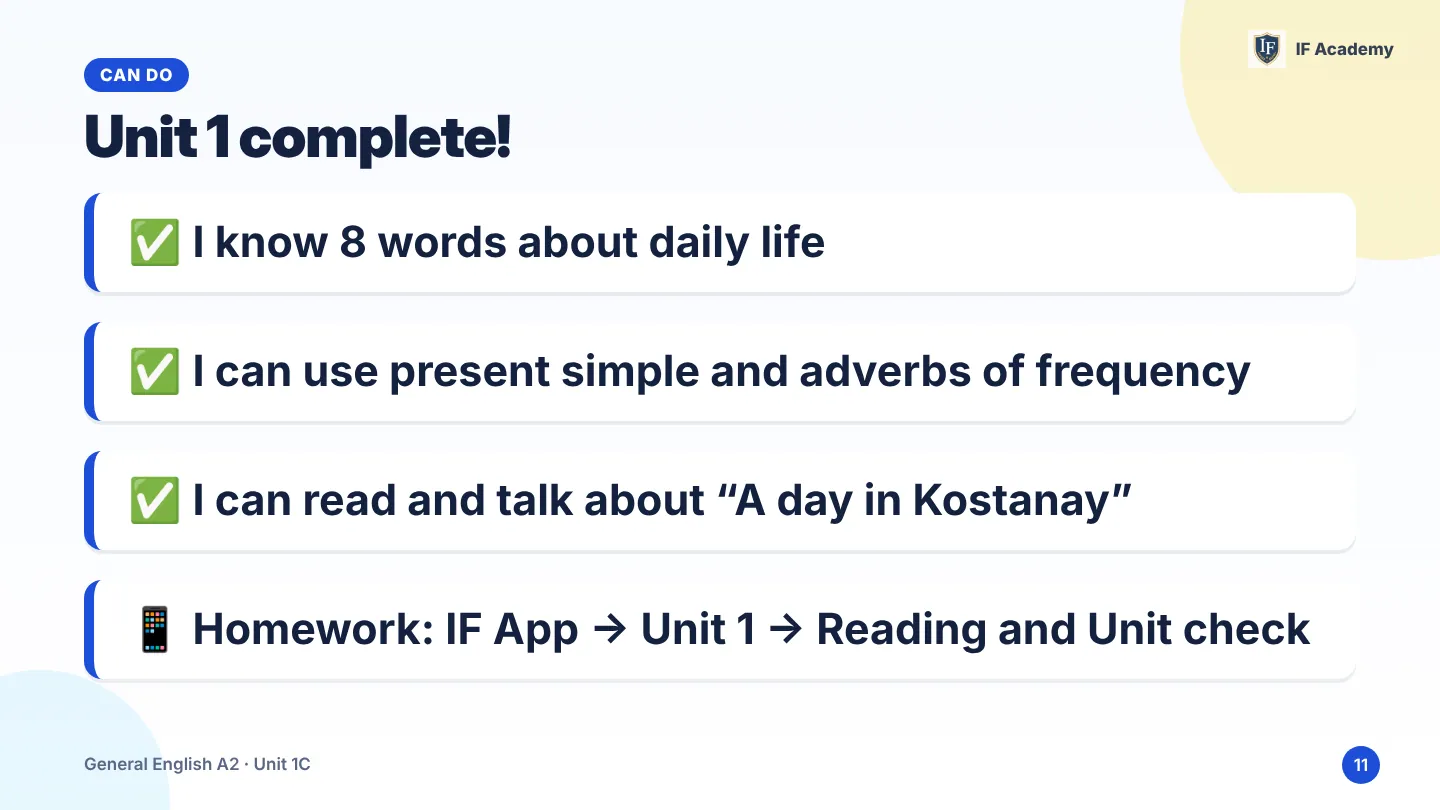 IF Academy
CAN DO
Unit 1 complete!
✅ I know 8 words about daily life
✅ I can use present simple and adverbs of frequency
✅ I can read and talk about “A day in Kostanay”
📱 Homework: IF App → Unit 1 → Reading and Unit check
General English A2 · Unit 1C
11